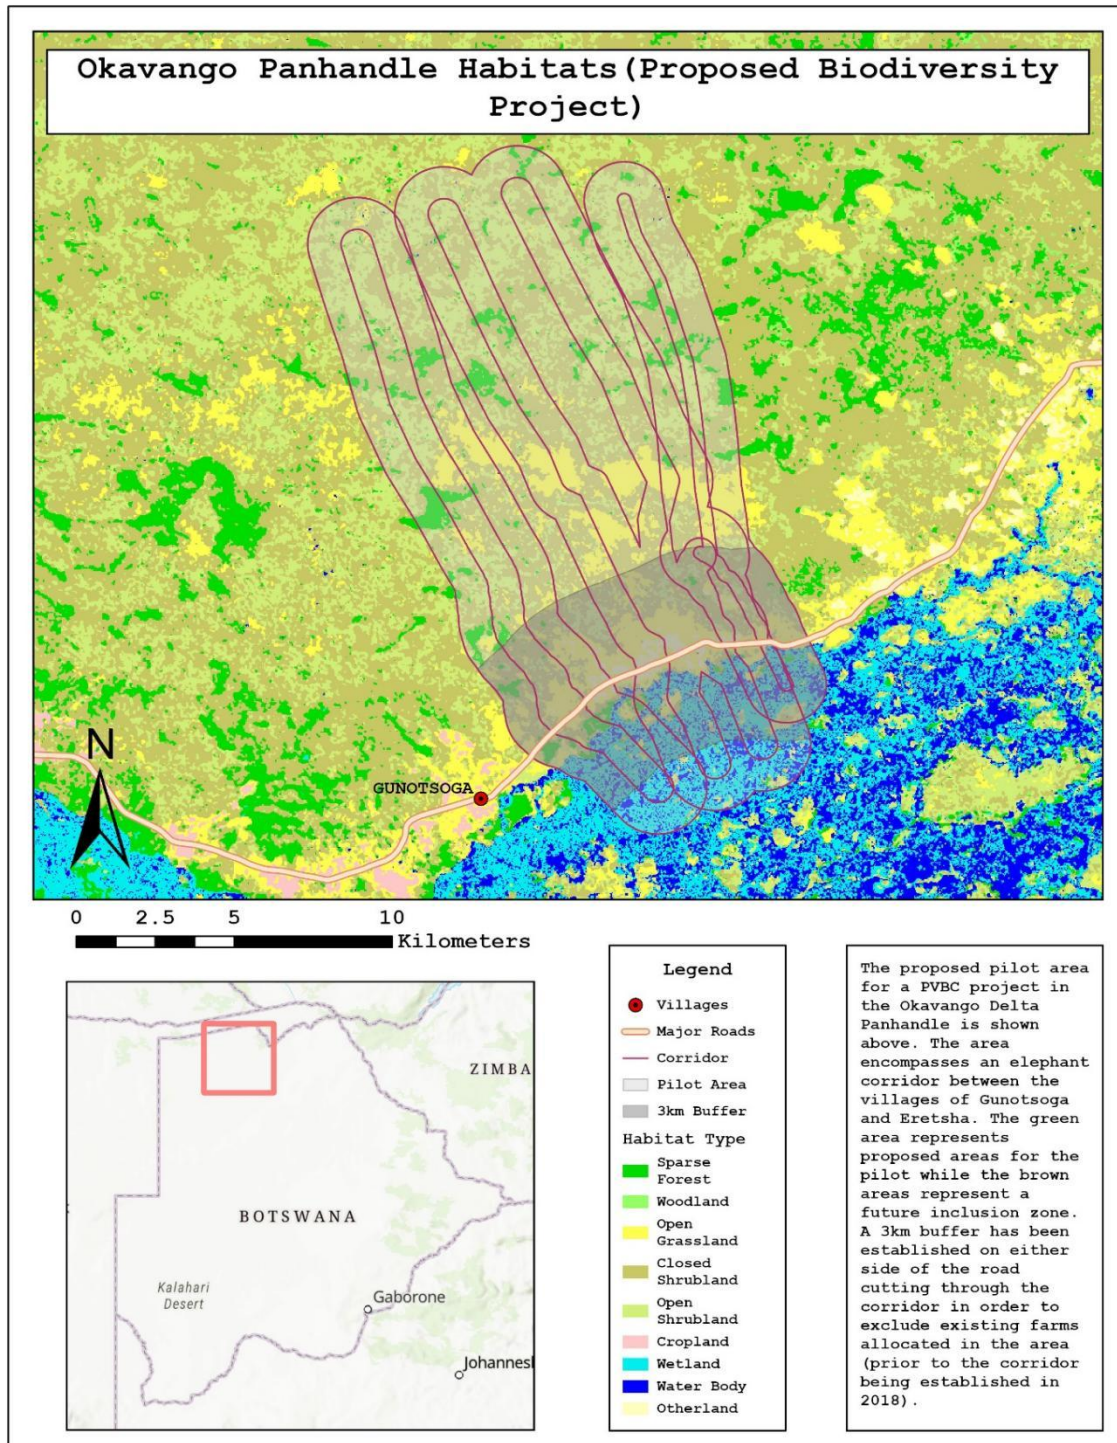 Okavango Panhandle Habitats(Proposed Biodiversity
Project)
GUNOTSOGA
N
0 2.5 5 10
Kilometers
ZIMBA
BOTSWANA
Kalahari
Desert
Gaborone
Johannesl
Legend
Villages
Major Roads
Corridor
Pilot Area
3km Buffer
Habitat Type
Sparse
Forest
Woodland
Open
Grassland
Closed
Shrubland
Open
Shrubland
Cropland
Wetland
Water Body
Otherland
The proposed pilot area
for a PVBC project in
the Okavango Delta
Panhandle is shown
above. The area
encompasses an elephant
corridor between the
villages of Gunotsoga
and Eretsha. The green
area represents
proposed areas for the
pilot while the brown
areas represent a
future inclusion zone.
A 3km buffer has been
established on either
side of the road
cutting through the
corridor in order to
exclude existing farms
allocated in the area
(prior to the corridor
being established in
2018).